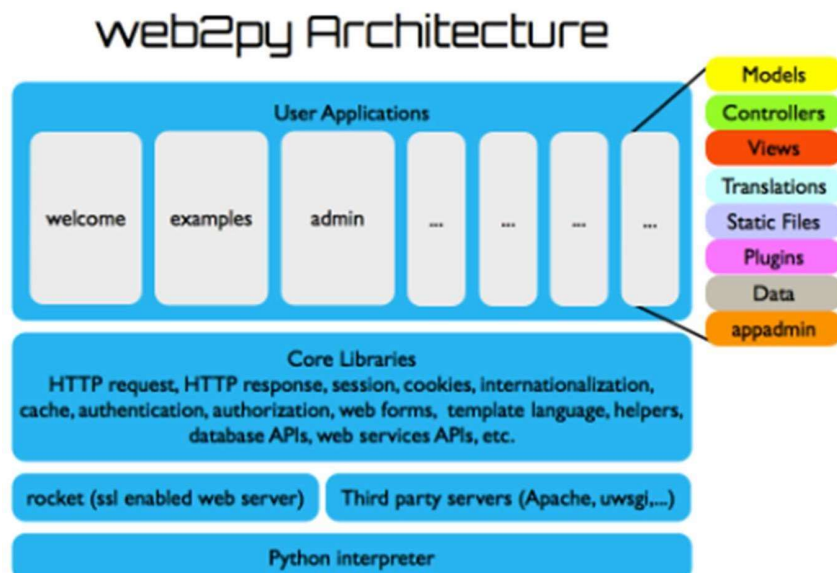 web2py Architecture
User Applications
welcome
examples
admin
...
...
...
...
Models
Controllers
Views
Translations
Static Files
Plugins
Data
appadmin
Core Libraries
HTTP request, HTTP response, session, cookies, internationalization,
cache, authentication, authorization, web forms, template language, helpers,
database APIs, web services APIs, etc.
rocket (ssl enabled web server)
Third party servers (Apache, uwsgi,...)
Python interpreter